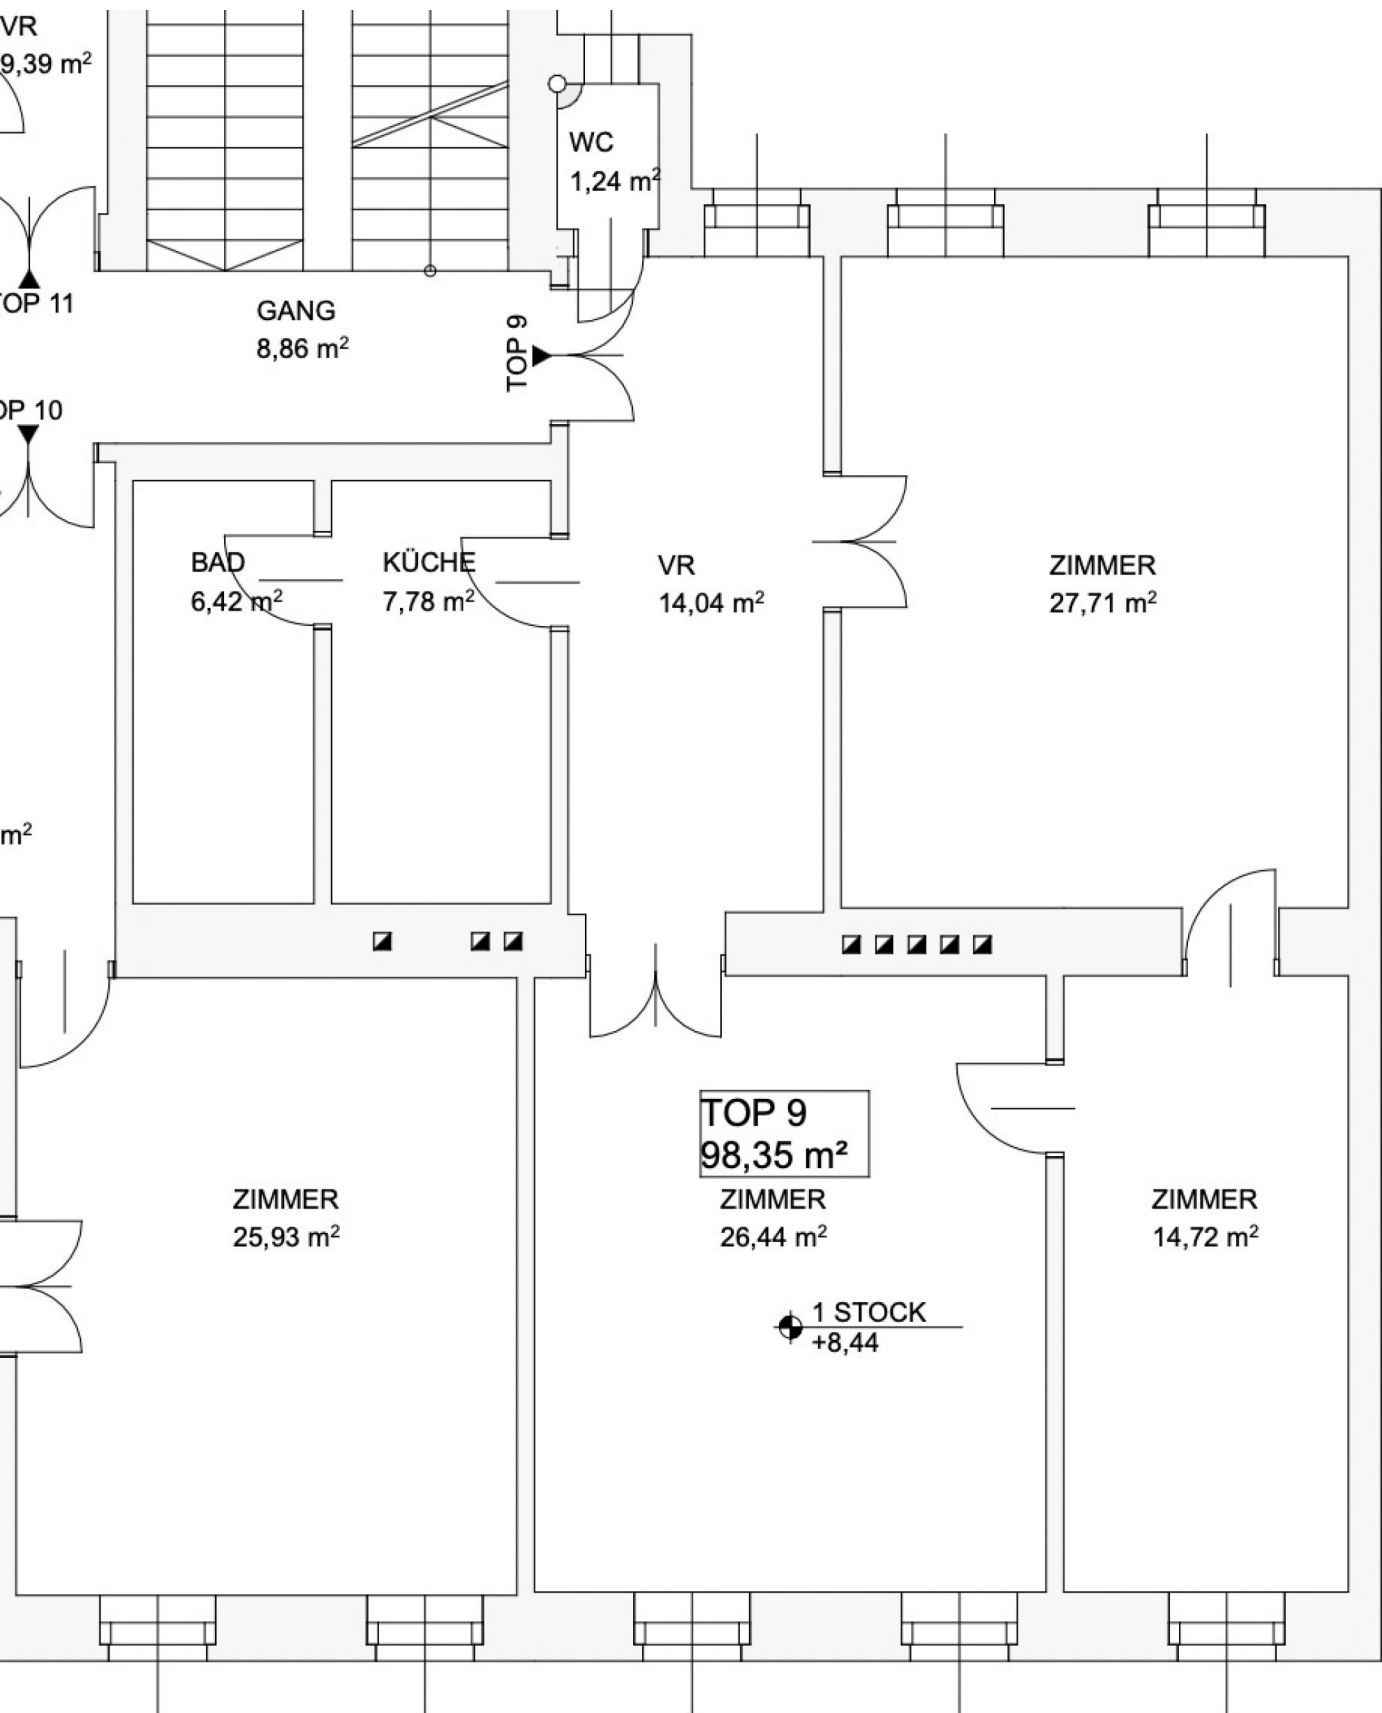 VR
9,39 m²
WC
1,24 m²
TOP 11
GANG
8,86 m²
TOP 9
OP 10
BAD
6,42 m²
KÜCHE
7,78 m²
VR
14,04 m²
ZIMMER
27,71 m²
m²
TOP 9
98,35 m²
ZIMMER
25,93 m²
ZIMMER
26,44 m²
ZIMMER
14,72 m²
1 STOCK
+8,44